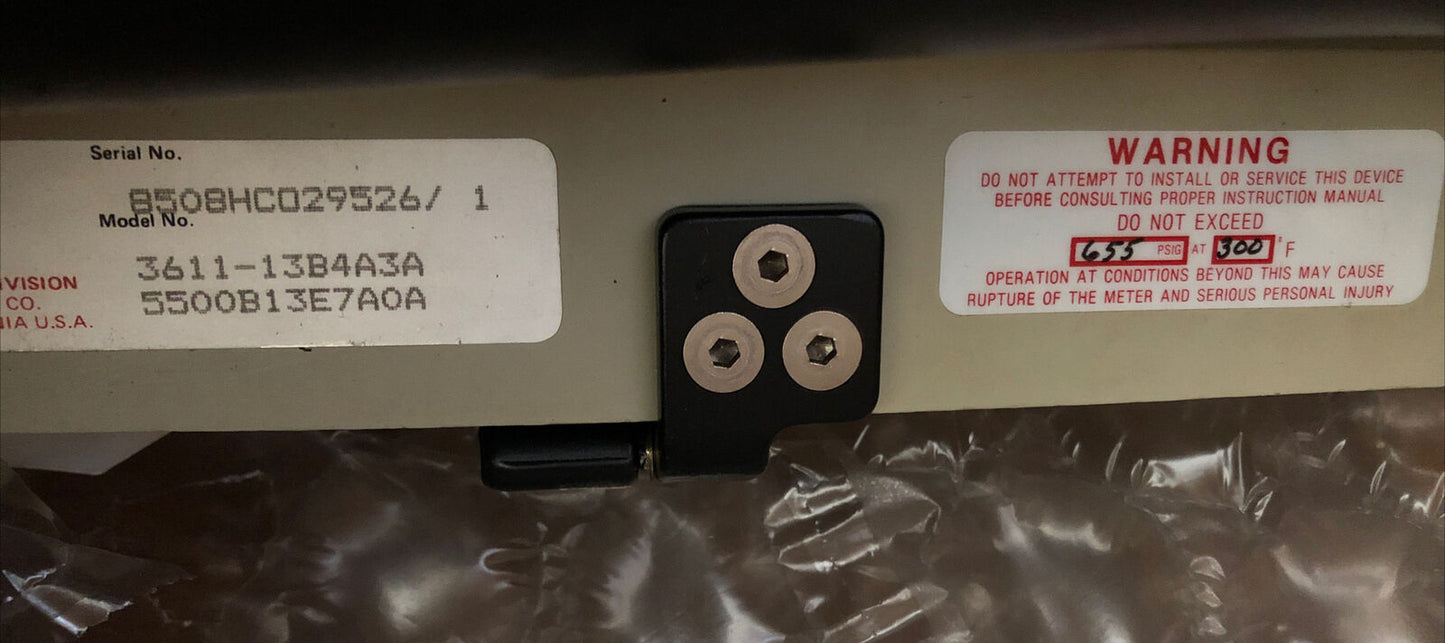 Serial No.
8508HC029526/ 1
Model No.
3611-13B4A3A
5500B13E7A0A
VISION
CO.
NIA U.S.A.
WARNING
DO NOT ATTEMPT TO INSTALL OR SERVICE THIS DEVICE
BEFORE CONSULTING PROPER INSTRUCTION MANUAL
DO NOT EXCEED
655 PSIG AT 300 °F
OPERATION AT CONDITIONS BEYOND THIS MAY CAUSE
RUPTURE OF THE METER AND SERIOUS PERSONAL INJURY